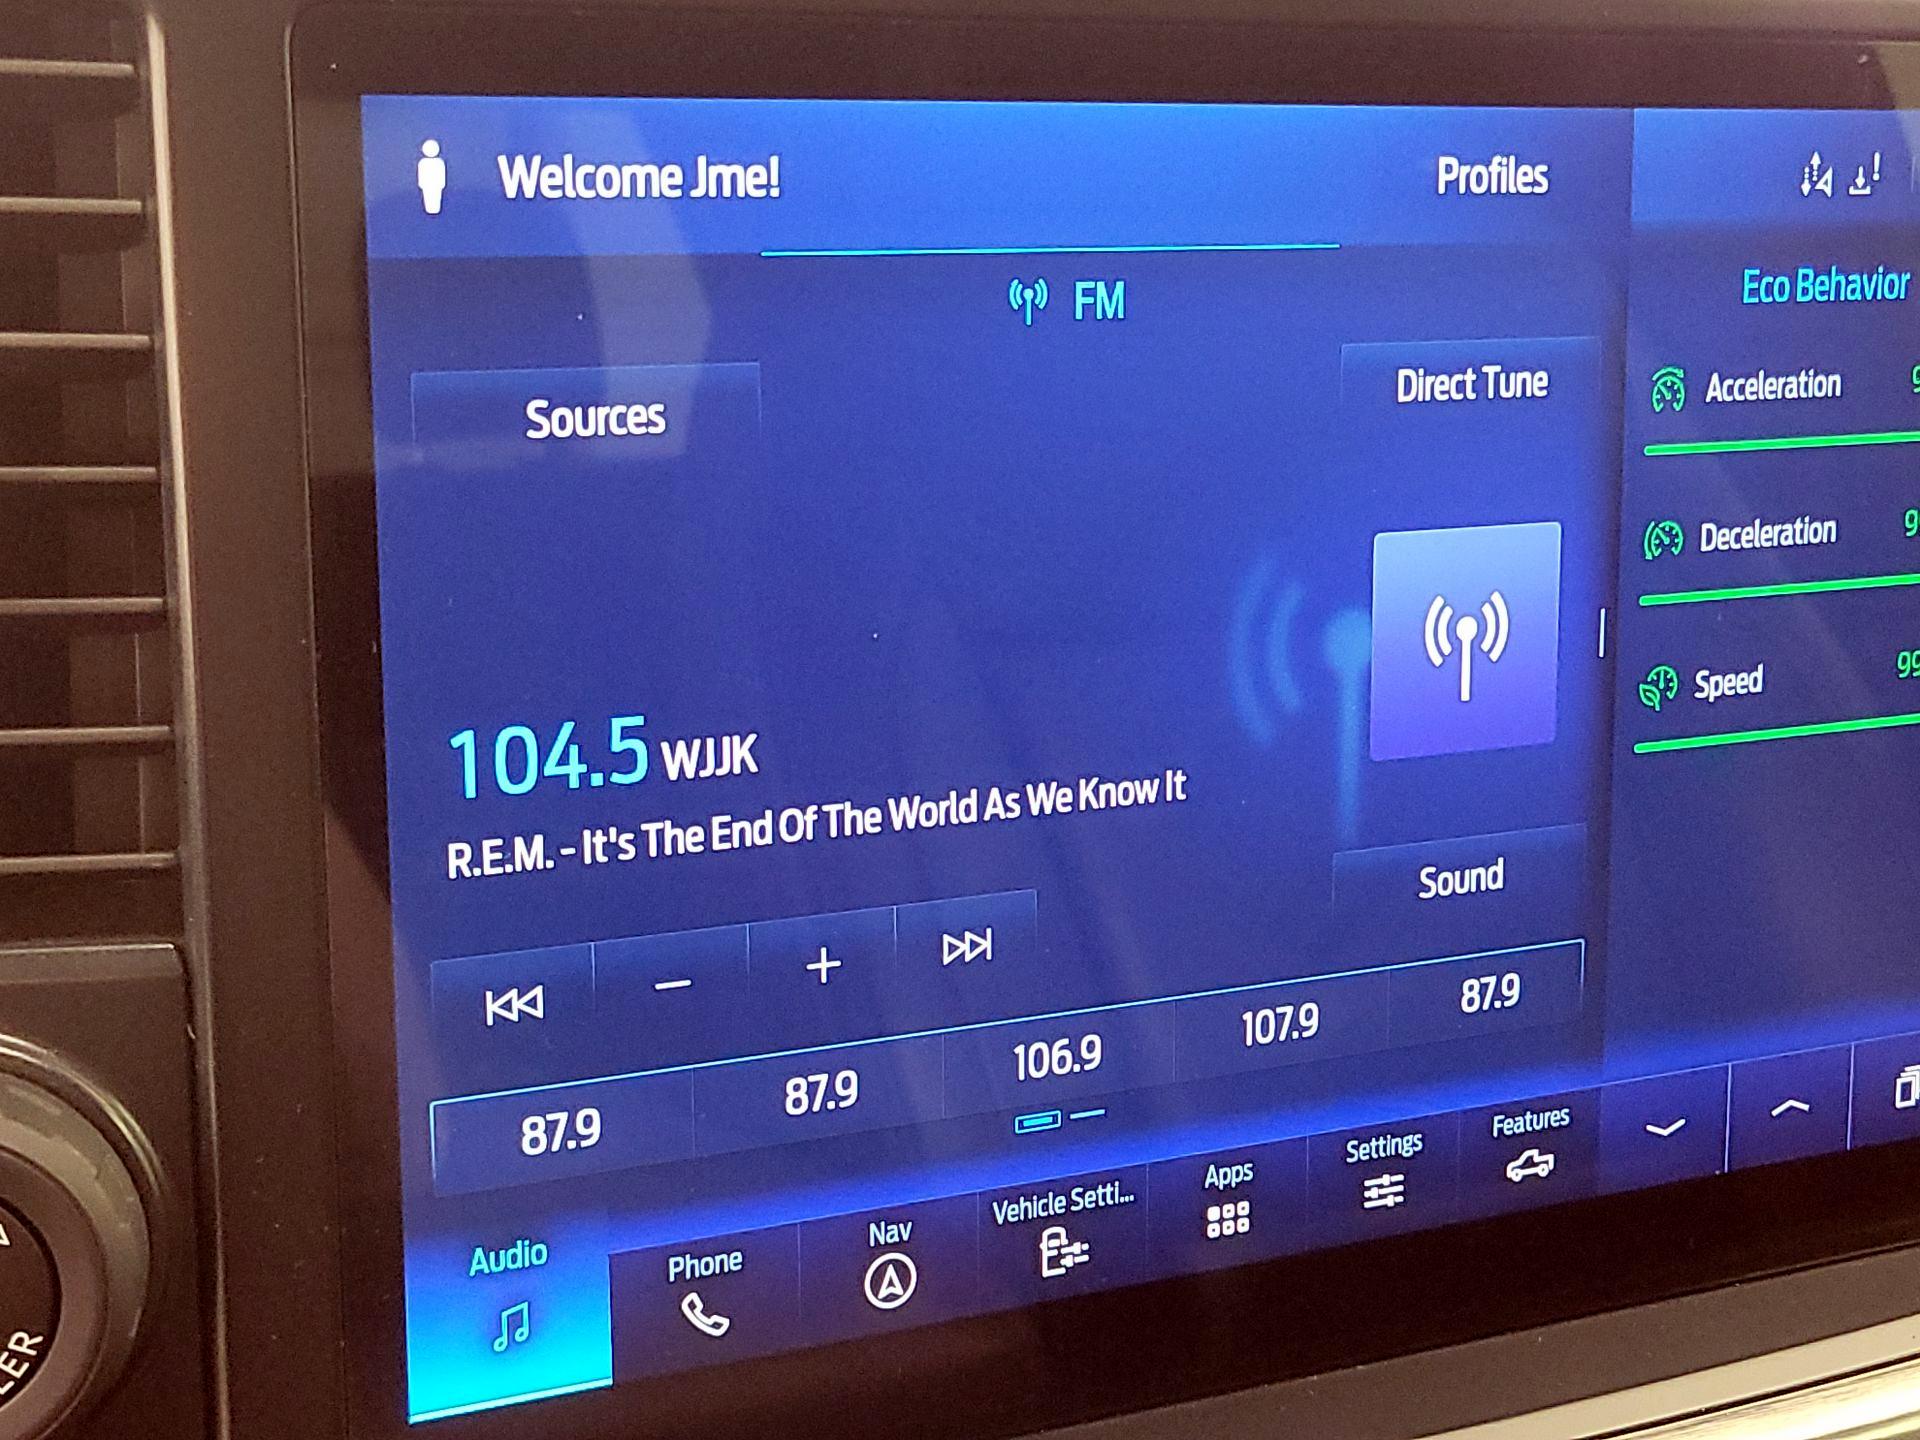 Welcome Jme!
Profiles
FM
Sources
Direct Tune
104.5 WJJK
R.E.M. - It's The End Of The World As We Know It
Sound
87.9
87.9
106.9
107.9
87.9
Audio
Phone
Nav
Vehicle Setti...
Apps
Settings
Features
Eco Behavior
Acceleration
Deceleration
Speed